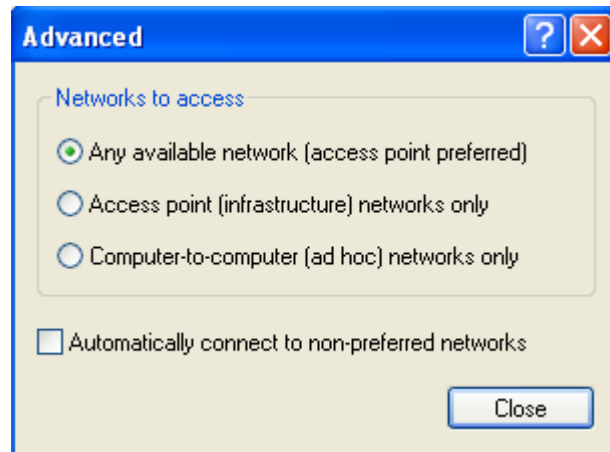 Advanced
?
Networks to access
Any available network (access point preferred)
Access point (infrastructure) networks only
Computer-to-computer (ad hoc) networks only
Automatically connect to non-preferred networks
Close